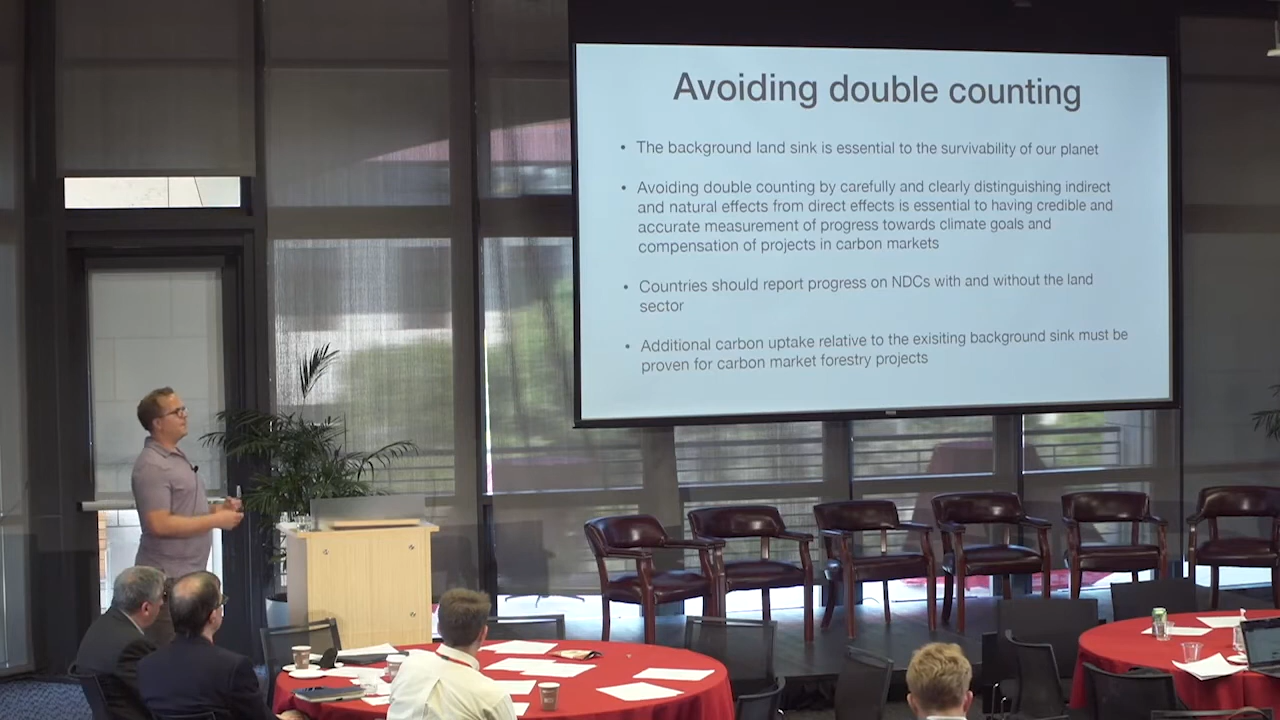 Avoiding double counting
• The background land sink is essential to the survivability of our planet
• Avoiding double counting by carefully and clearly distinguishing indirect
and natural effects from direct effects is essential to having credible and
accurate measurement of progress towards climate goals and
compensation of projects in carbon markets
• Countries should report progress on NDCs with and without the land
sector
• Additional carbon uptake relative to the exisiting background sink must be
proven for carbon market forestry projects